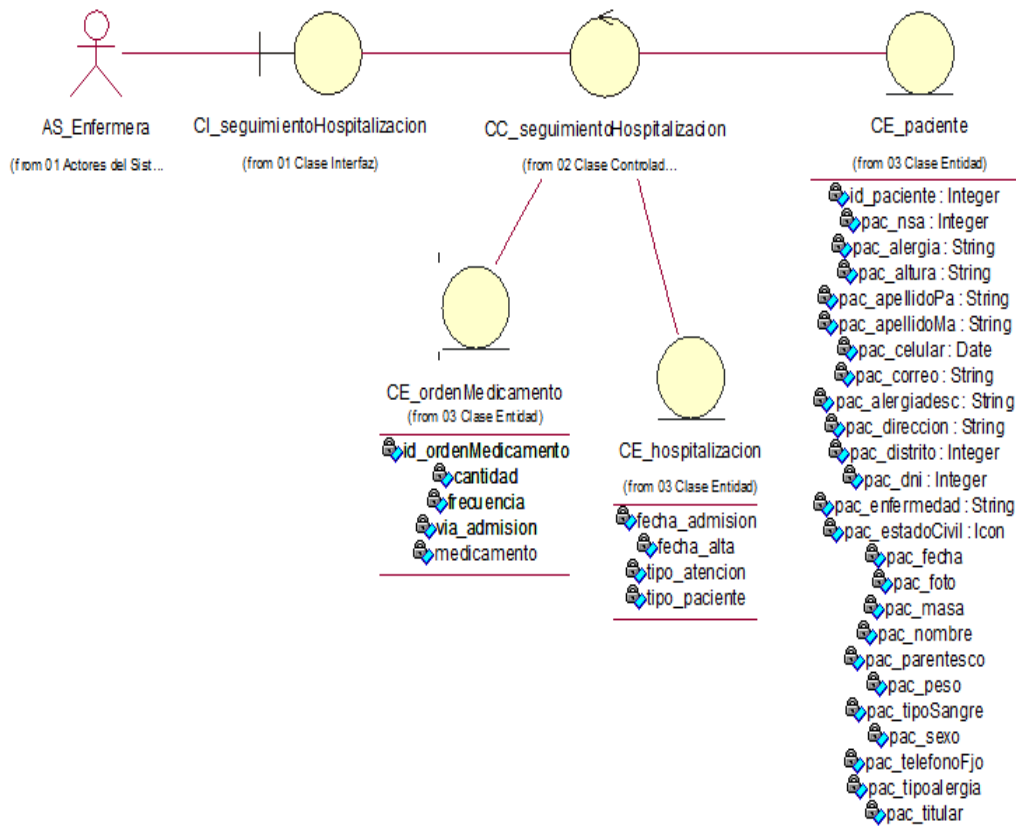 AS_Enfermera
(from 01 Actores del Sist...
CI_seguimientoHospitalizacion
(from 01 Clase Interfaz)
CC_seguimientoHospitalizacion
(from 02 Clase Controlad...
CE_paciente
(from 03 Clase Entidad)
id_paciente : Integer
pac_nsa : Integer
pac_alergia : String
pac_altura : String
pac_apellidoPa : String
pac_apellidoMa : String
pac_celular : Date
pac_correo : String
pac_alergiadesc : String
pac_direccion : String
pac_distrito : Integer
pac_dni : Integer
pac_enfermedad : String
pac_estadoCivil : Icon
pac_fecha
pac_foto
pac_masa
pac_nombre
pac_parentesco
pac_peso
pac_tipoSangre
pac_sexo
pac_telefonoFjo
pac_tipoalergia
pac_titular
CE_ordenMedicamento
(from 03 Clase Entidad)
id_ordenMedicamento
cantidad
frecuencia
via_admision
medicamento
CE_hospitalizacion
(from 03 Clase Entidad)
fecha_admision
fecha_alta
tipo_atencion
tipo_paciente